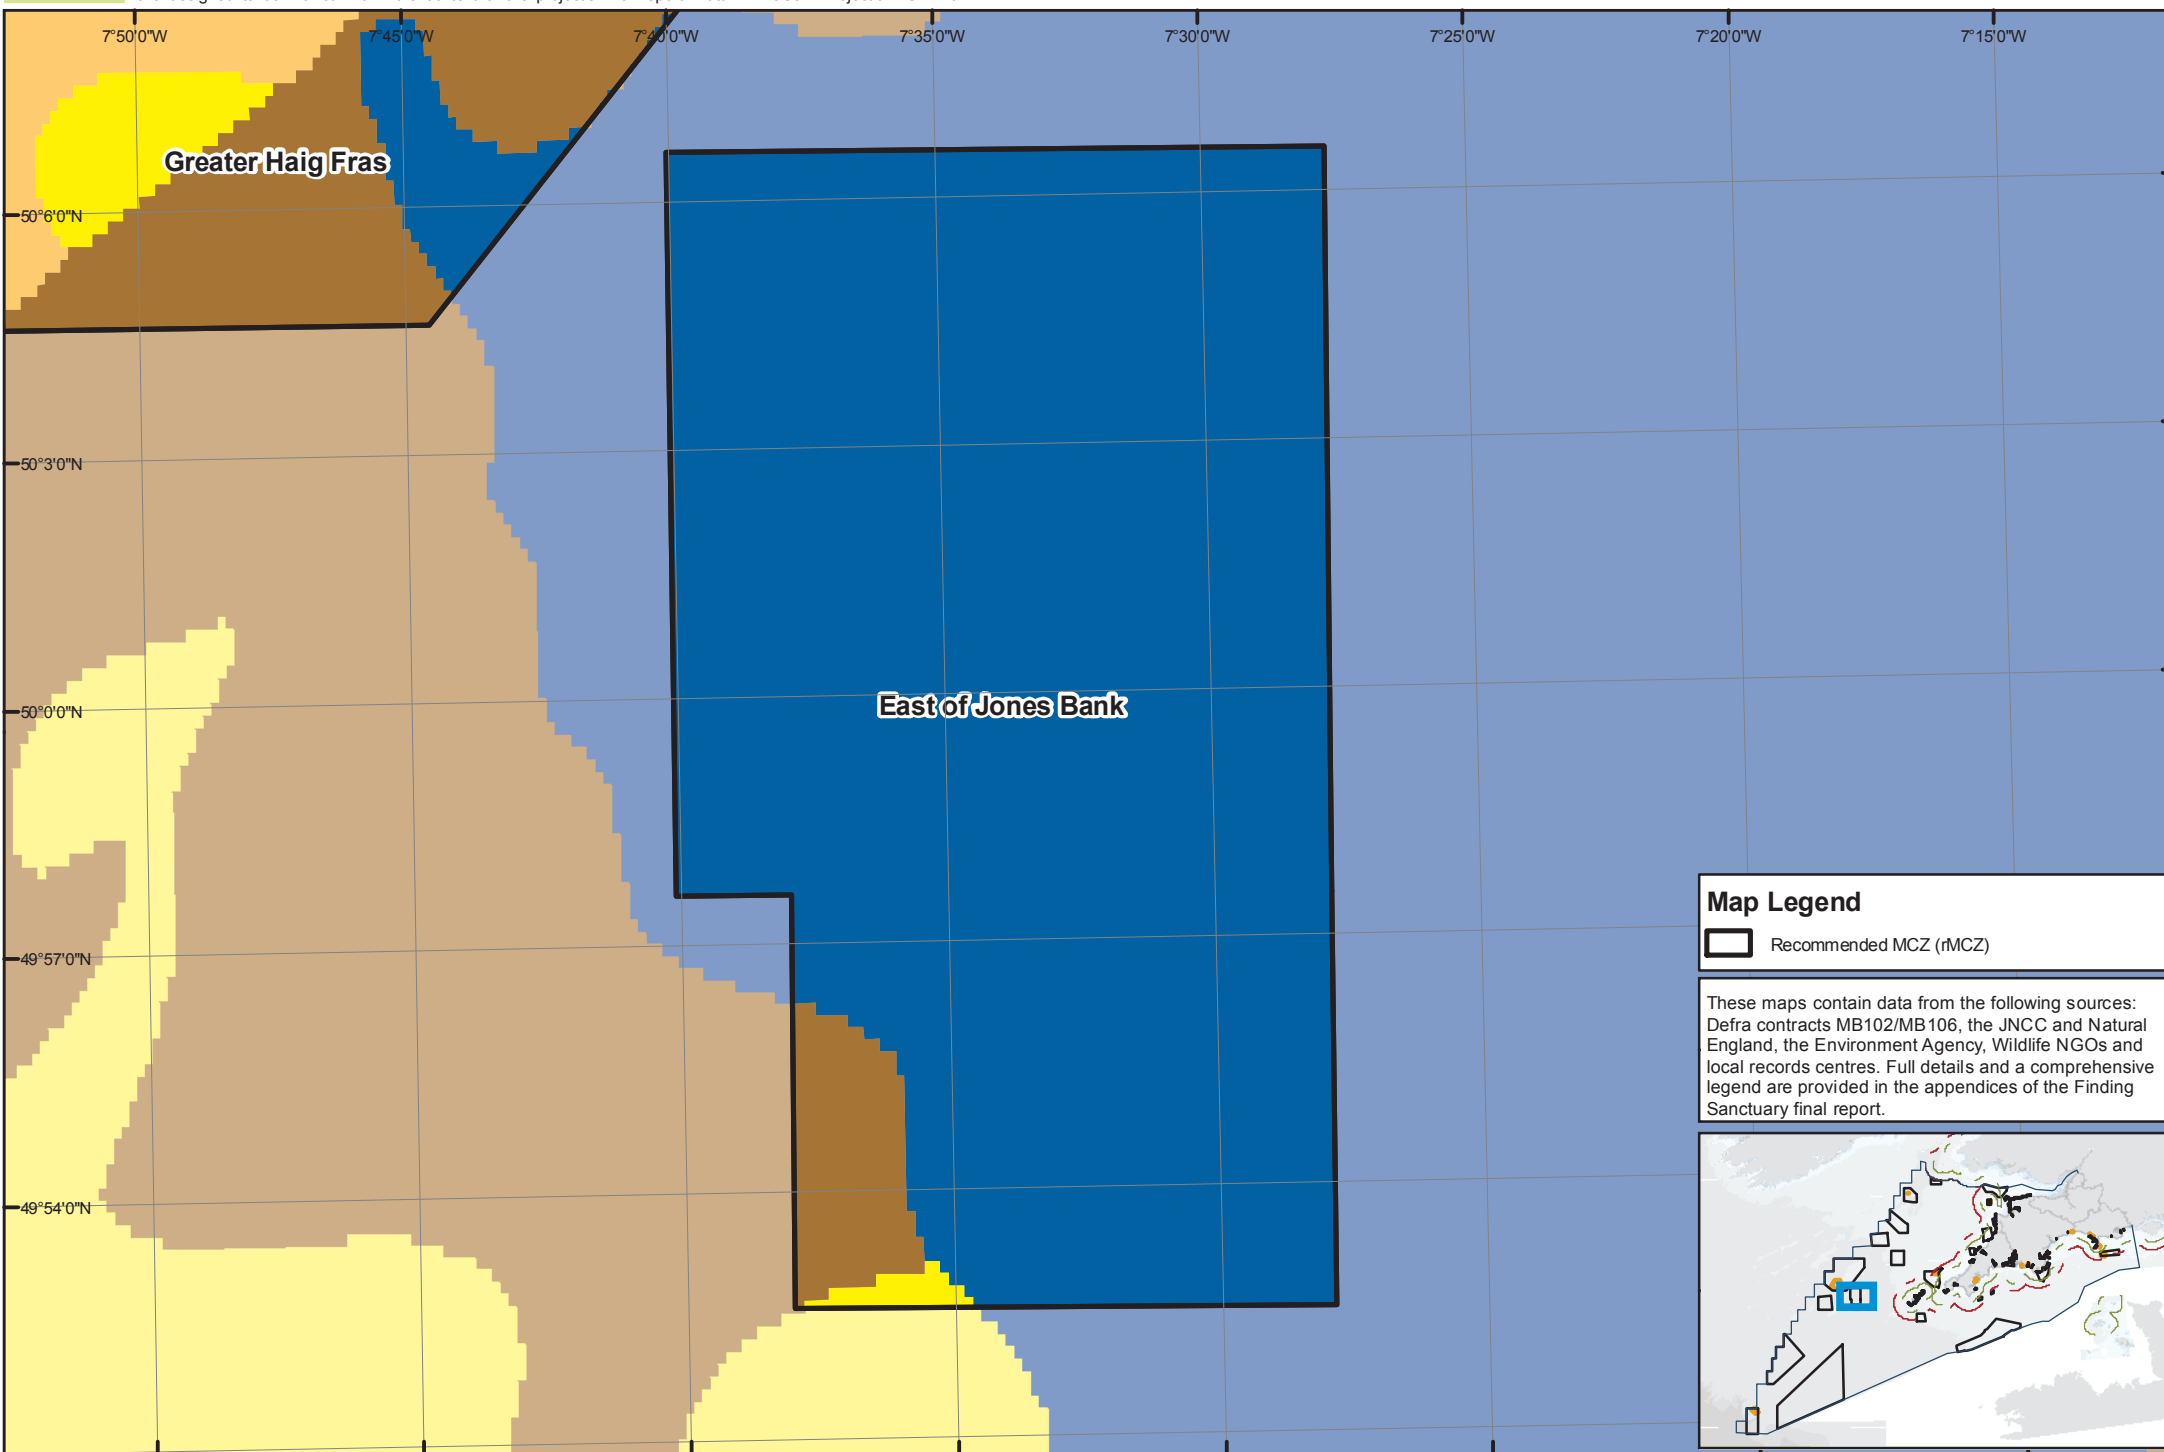 7°50'0"W
7°45'0"W
7°40'0"W
7°35'0"W
7°30'0"W
7°25'0"W
7°20'0"W
7°15'0"W
Greater Haig Fras
50°6'0"N
50°3'0"N
East of Jones Bank
50°0'0"N
49°57'0"N
49°54'0"N
Map Legend
Recommended MCZ (rMCZ)
These maps contain data from the following sources:
Defra contracts MB102/MB106, the JNCC and Natural
England, the Environment Agency, Wildlife NGOs and
local records centres. Full details and a comprehensive
legend are provided in the appendices of the Finding
Sanctuary final report.